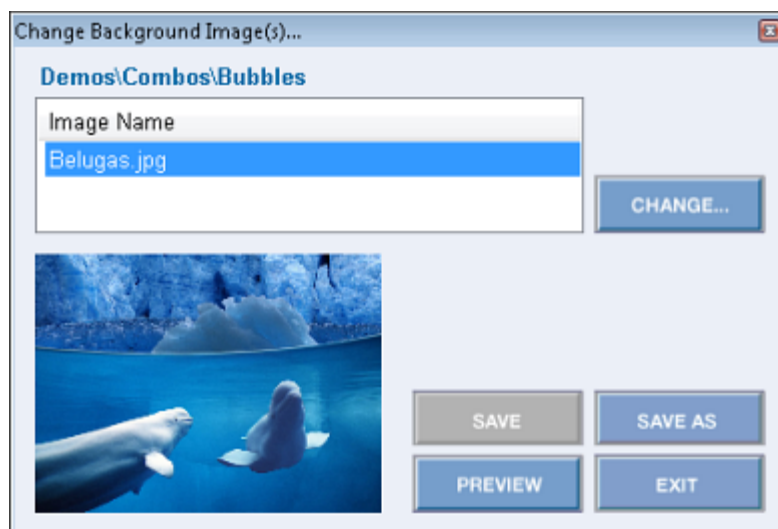 Change Background Image(s)...
Demos\Combos\Bubbles
Image Name
Belugas.jpg
CHANGE...
SAVE
SAVE AS
PREVIEW
EXIT